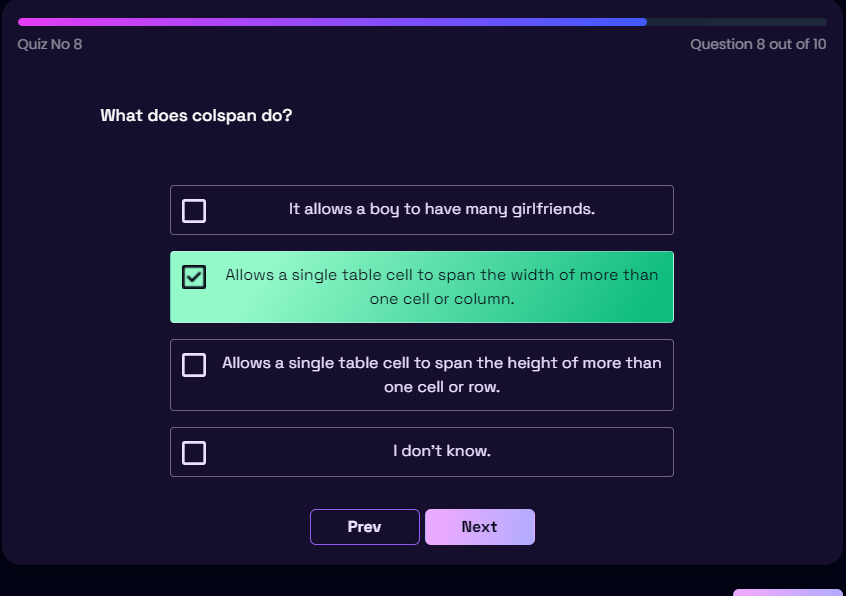 Quiz No 8
Question 8 out of 10
What does colspan do?
It allows a boy to have many girlfriends.
Allows a single table cell to span the width of more than
one cell or column.
Allows a single table cell to span the height of more than
one cell or row.
I don't know.
Prev
Next